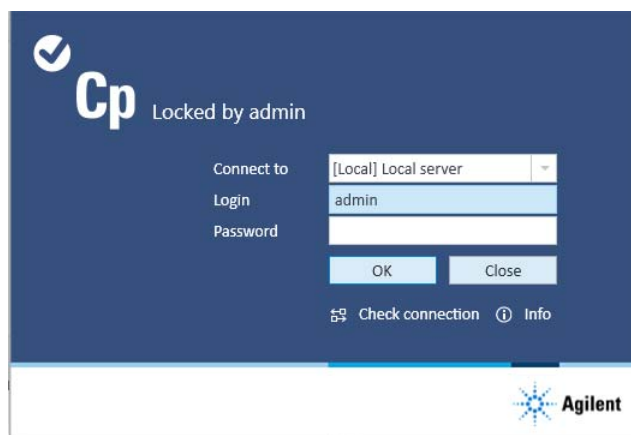 Cp Locked by admin
Connect to [Local] Local server
Login admin
Password
OK Close
Check connection Info
Agilent